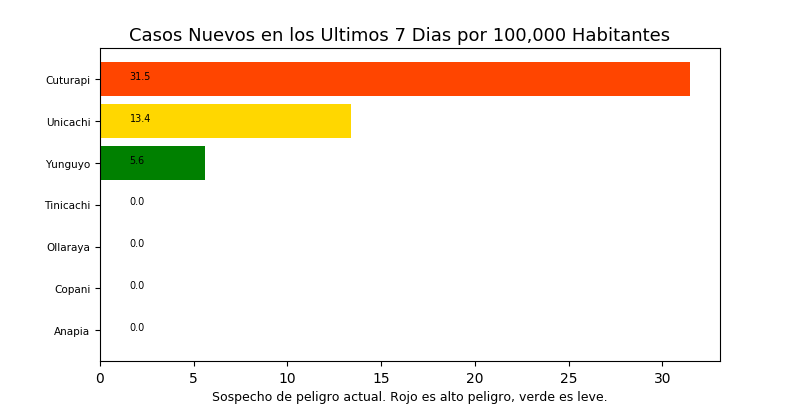 Casos Nuevos en los Ultimos 7 Dias por 100,000 Habitantes
Cuturapi 31.5
Unicachi 13.4
Yunguyo 5.6
Tinicachi 0.0
Ollaraya 0.0
Copani 0.0
Anapia 0.0
0 5 10 15 20 25 30
Sospecho de peligro actual. Rojo es alto peligro, verde es leve.